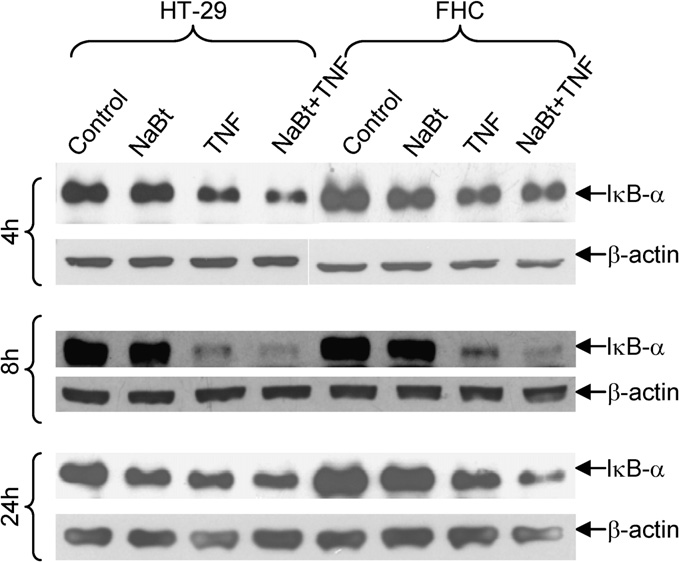 HT-29 FHC
Control NaBt TNF NaBt+TNF Control NaBt TNF NaBt+TNF
4h
IκB-α
β-actin
8h
IκB-α
β-actin
24h
IκB-α
β-actin